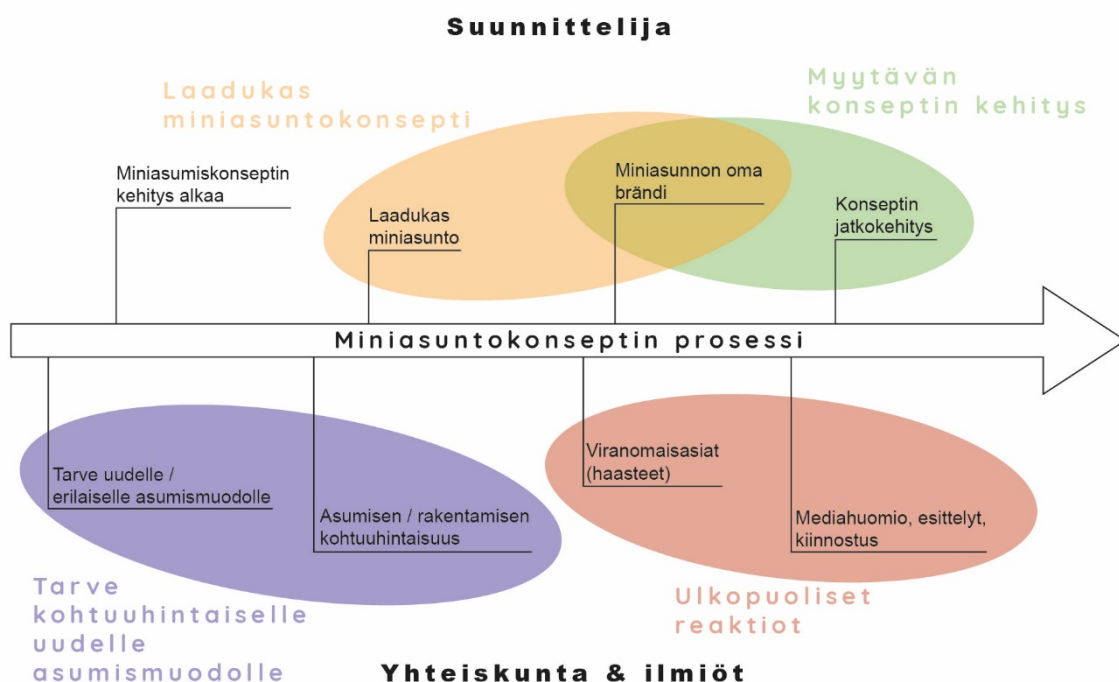 Suunnittelija
Laadukas
miniasuntokonsepti
Myytävän
konseptin kehitys
Miniasumiskonseptin
kehitys alkaa
Laadukas
miniasunto
Miniasunnon oma
brändi
Konseptin
jatkokehitys
Miniasuntokonseptin prosessi
Tarve uudelle /
erilaiselle asumismuodolle
Asumisen / rakentamisen
kohtuuhintaisuus
Viranomaisasiat
(haasteet)
Mediahuomio, esittelyt,
kiinnostus
Tarve
kohtuuhintaiselle
uudelle
asumismuodolle
Ulkopuoliset
reaktiot
Yhteiskunta & ilmiöt